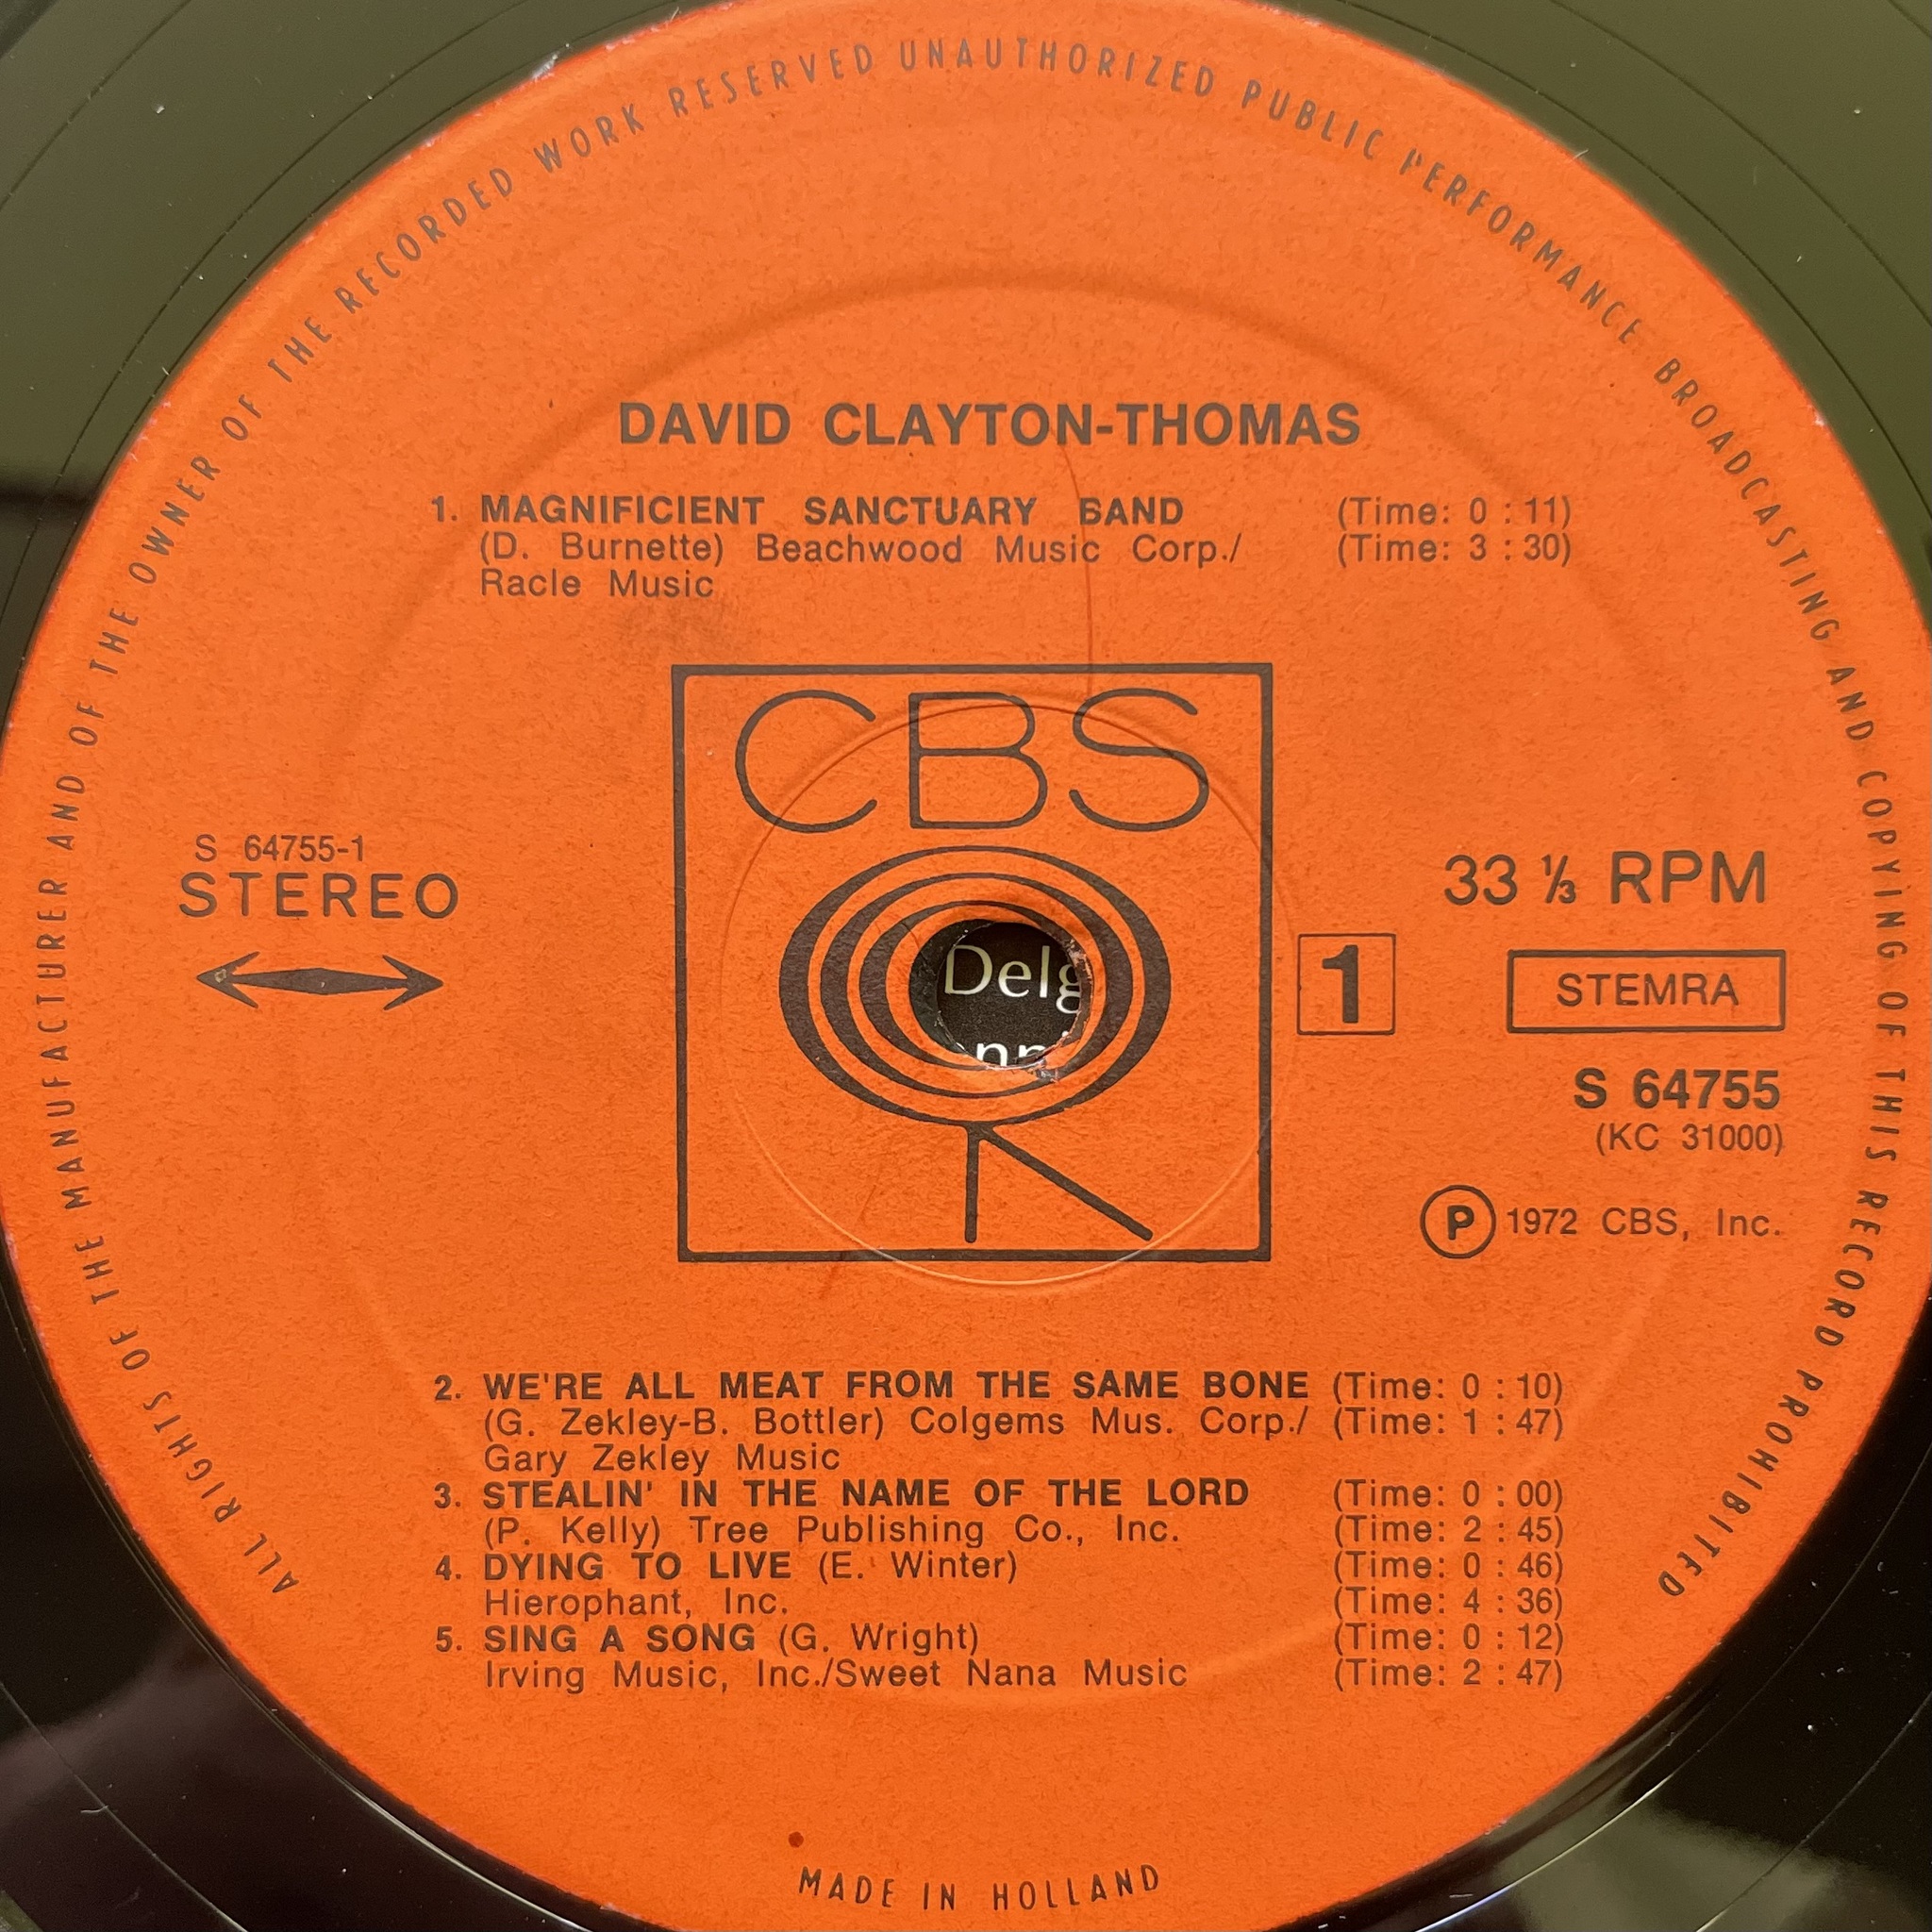 ALL RIGHTS OF THE MANUFACTURER AND OF THE OWNER OF THE RECORDED WORK RESERVED UNAUTHORIZED PUBLIC PERFORMANCE BROADCASTING AND COPYING OF THIS RECORD PROHIBITED
DAVID CLAYTON-THOMAS
1. MAGNIFICIENT SANCTUARY BAND (Time: 0 : 11)
(D. Burnette) Beachwood Music Corp./ (Time: 3 : 30)
Racle Music
CBS
S 64755-1
STEREO
33 ⅓ RPM
1
STEMRA
S 64755
(KC 31000)
Ⓟ 1972 CBS, Inc.
Delg
2. WE'RE ALL MEAT FROM THE SAME BONE (Time: 0 : 10)
(G. Zekley-B. Bottler) Colgems Mus. Corp./ (Time: 1 : 47)
Gary Zekley Music
3. STEALIN' IN THE NAME OF THE LORD (Time: 0 : 00)
(P. Kelly) Tree Publishing Co., Inc. (Time: 2 : 45)
4. DYING TO LIVE (E. Winter) (Time: 0 : 46)
Hierophant, Inc. (Time: 4 : 36)
5. SING A SONG (G. Wright) (Time: 0 : 12)
Irving Music, Inc./Sweet Nana Music (Time: 2 : 47)
MADE IN HOLLAND